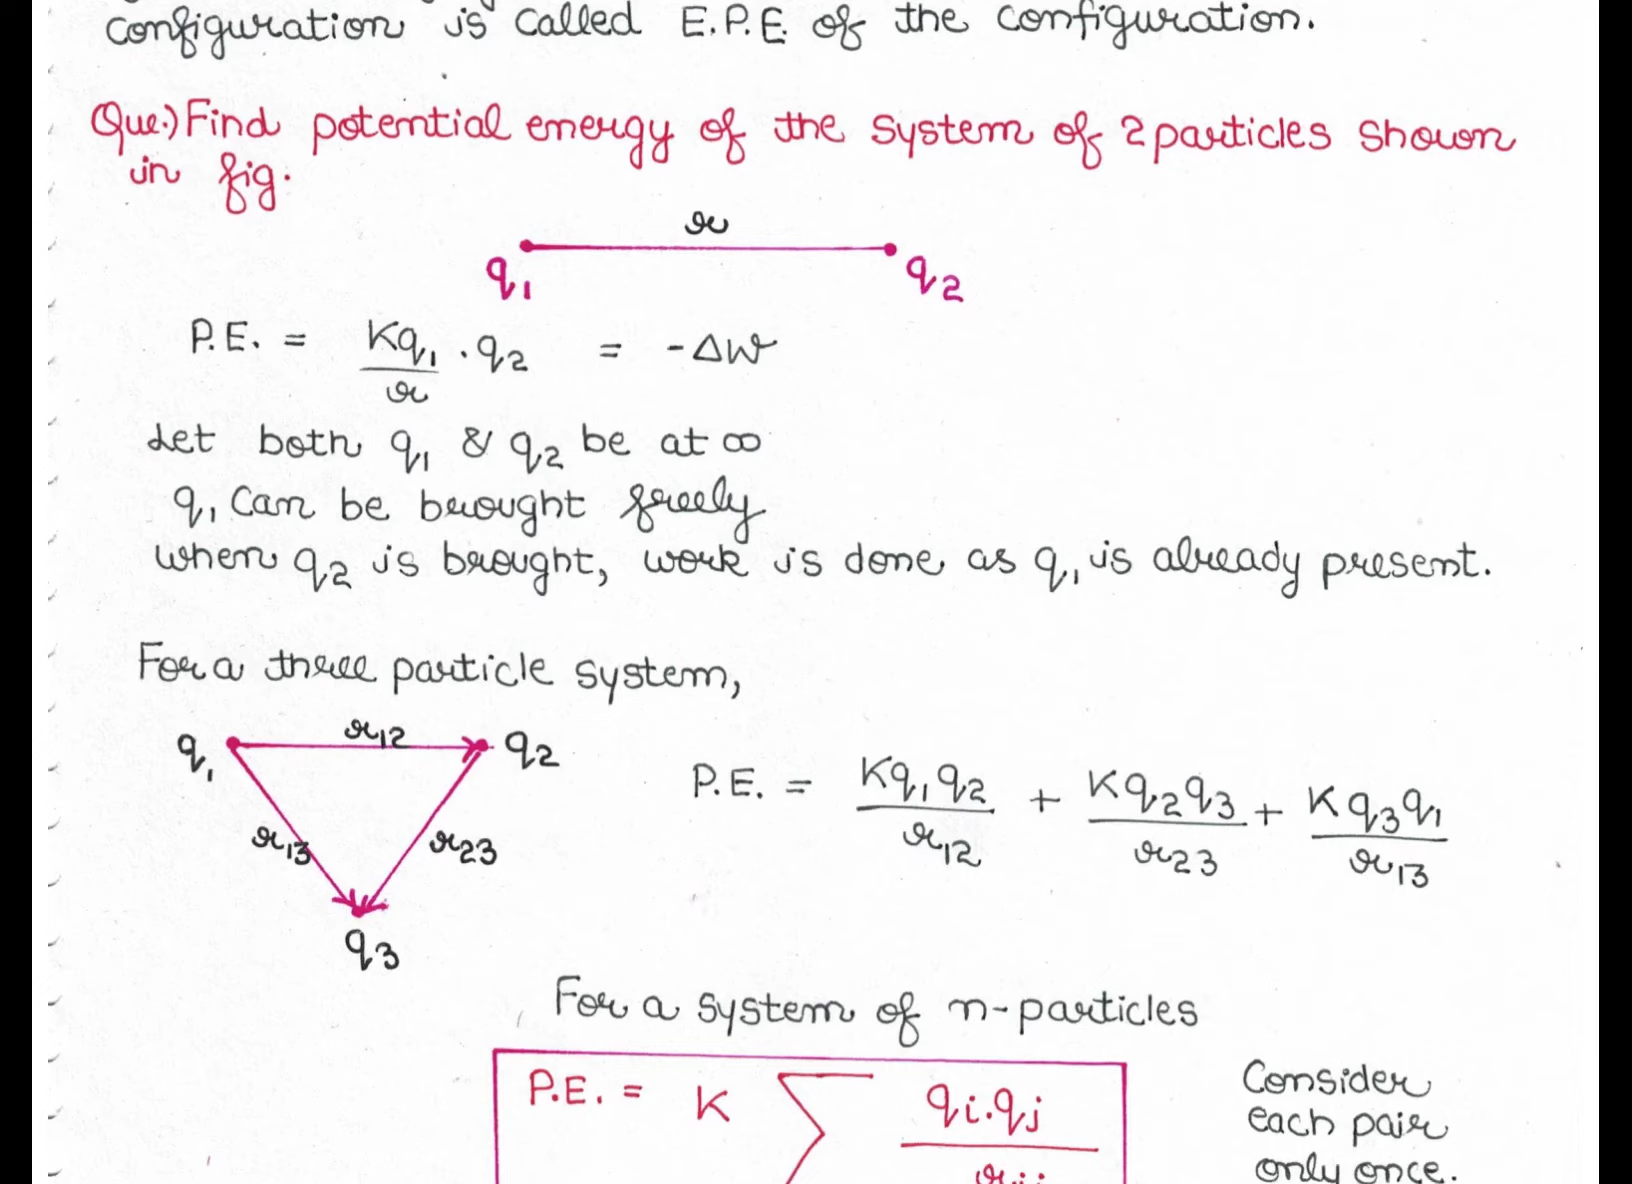 configuration is called E.P.E. of the configuration.
Que:) Find potential energy of the system of 2 particles shown
in fig.
r
q1 q2
P.E. = Kq1/r . q2 = -ΔW
Let both q1 & q2 be at ∞
q1 Can be brought freely
when q2 is brought, work is done as q1 is already present.
For a three particle system,
q1 r12 q2
r13 r23
q3
P.E. = Kq1q2/r12 + Kq2q3/r23 + Kq3q1/r13
For a system of n-particles
P.E. = K Σ qi.qj/rij
Consider
each pair
only once.